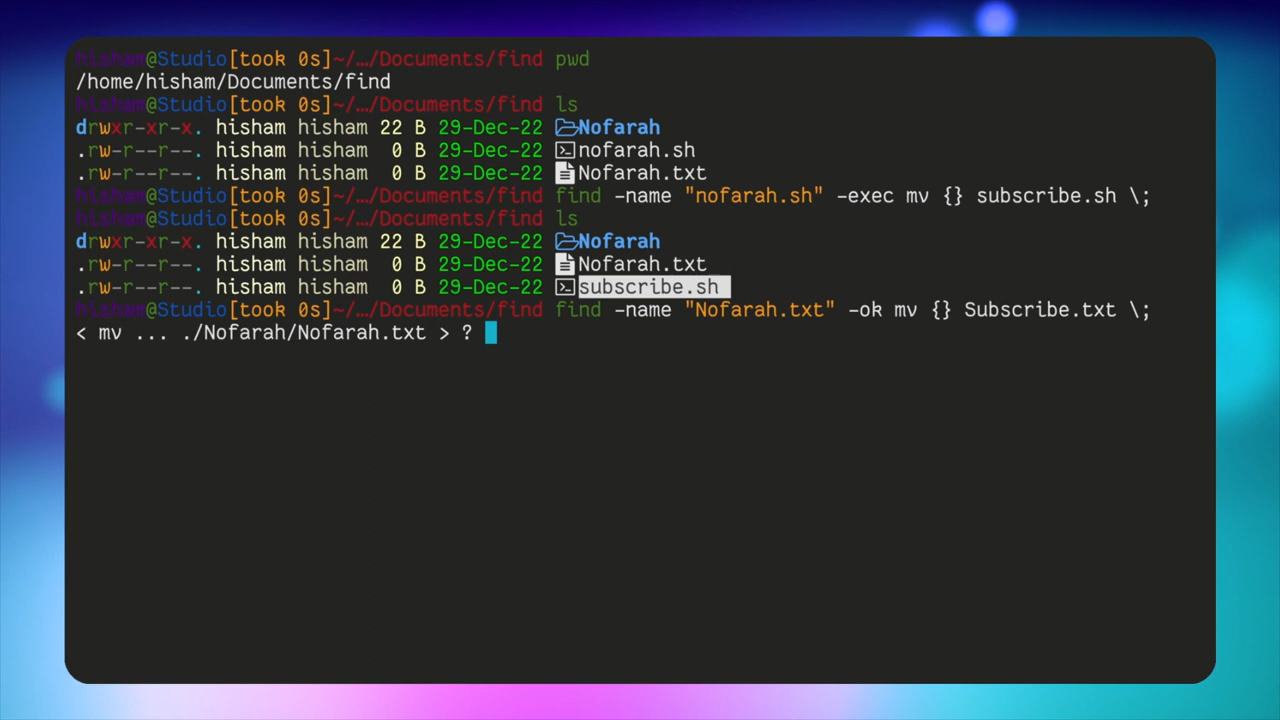 hisham@Studio[took 0s]~/…/Documents/find pwd
/home/hisham/Documents/find
hisham@Studio[took 0s]~/…/Documents/find ls
drwxr-xr-x. hisham hisham 22 B 29-Dec-22 Nofarah
.rw-r--r--. hisham hisham 0 B 29-Dec-22 nofarah.sh
.rw-r--r--. hisham hisham 0 B 29-Dec-22 Nofarah.txt
hisham@Studio[took 0s]~/…/Documents/find find -name "nofarah.sh" -exec mv {} subscribe.sh \;
hisham@Studio[took 0s]~/…/Documents/find ls
drwxr-xr-x. hisham hisham 22 B 29-Dec-22 Nofarah
.rw-r--r--. hisham hisham 0 B 29-Dec-22 Nofarah.txt
.rw-r--r--. hisham hisham 0 B 29-Dec-22 subscribe.sh
hisham@Studio[took 0s]~/…/Documents/find find -name "Nofarah.txt" -ok mv {} Subscribe.txt \;
< mv ... ./Nofarah/Nofarah.txt > ?